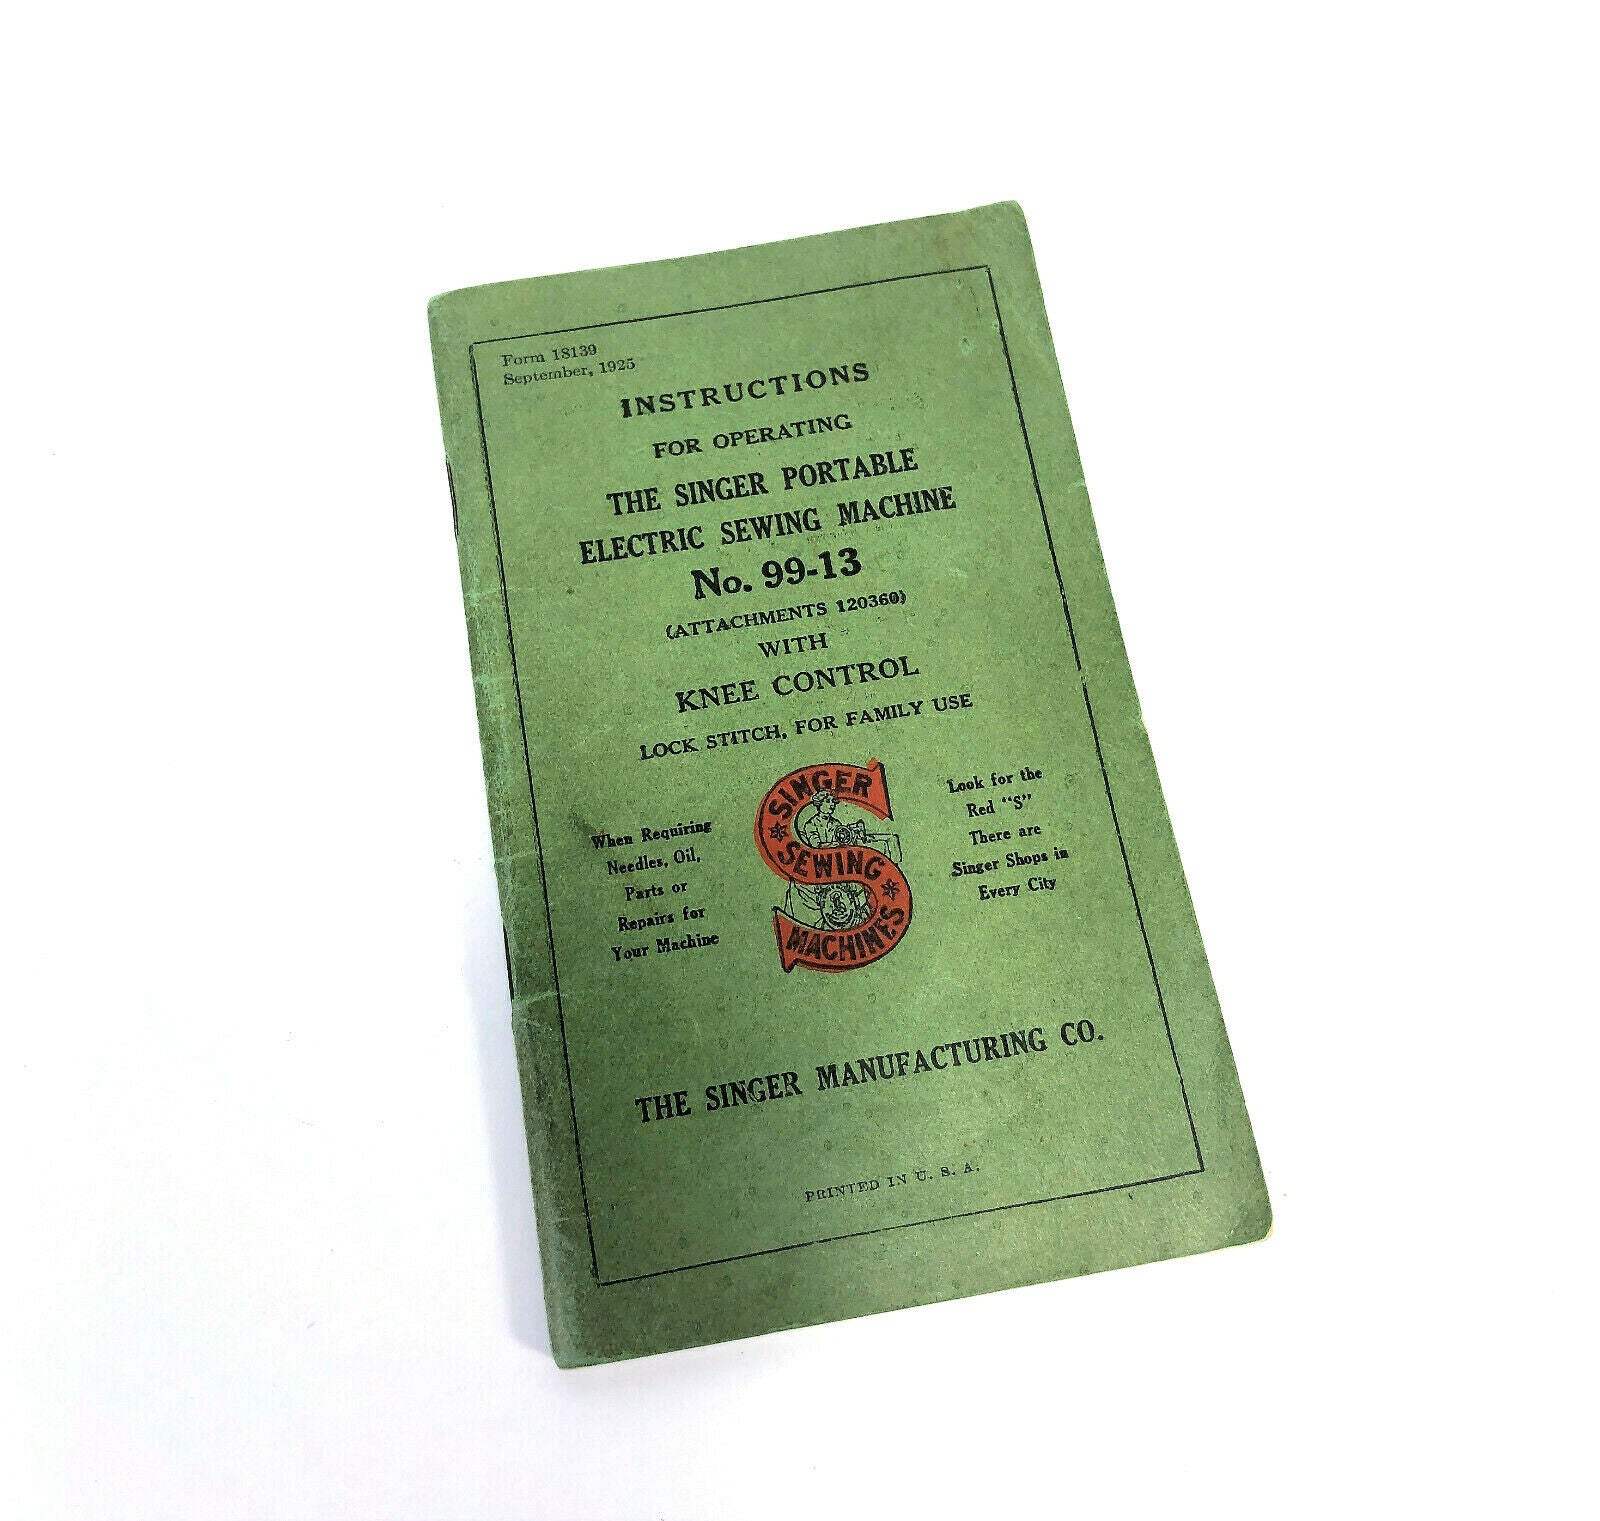 Form 18139
September, 1925
INSTRUCTIONS
FOR OPERATING
THE SINGER PORTABLE
ELECTRIC SEWING MACHINE
No. 99-13
(ATTACHMENTS 120360)
WITH
KNEE CONTROL
LOCK STITCH, FOR FAMILY USE
When Requiring
Needles, Oil,
Parts or
Repairs for
Your Machine
SINGER
SEWING
MACHINES
Look for the
Red "S"
There are
Singer Shops in
Every City
THE SINGER MANUFACTURING CO.
PRINTED IN U. S. A.